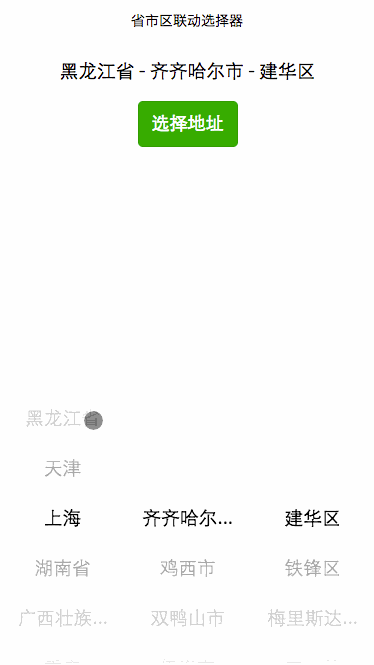 省市区联动选择器
黑龙江省 - 齐齐哈尔市 - 建华区
选择地址
黑龙江省
天津
上海 齐齐哈尔... 建华区
湖南省 鸡西市 铁锋区
广西壮族... 双鸭山市 梅里斯达...